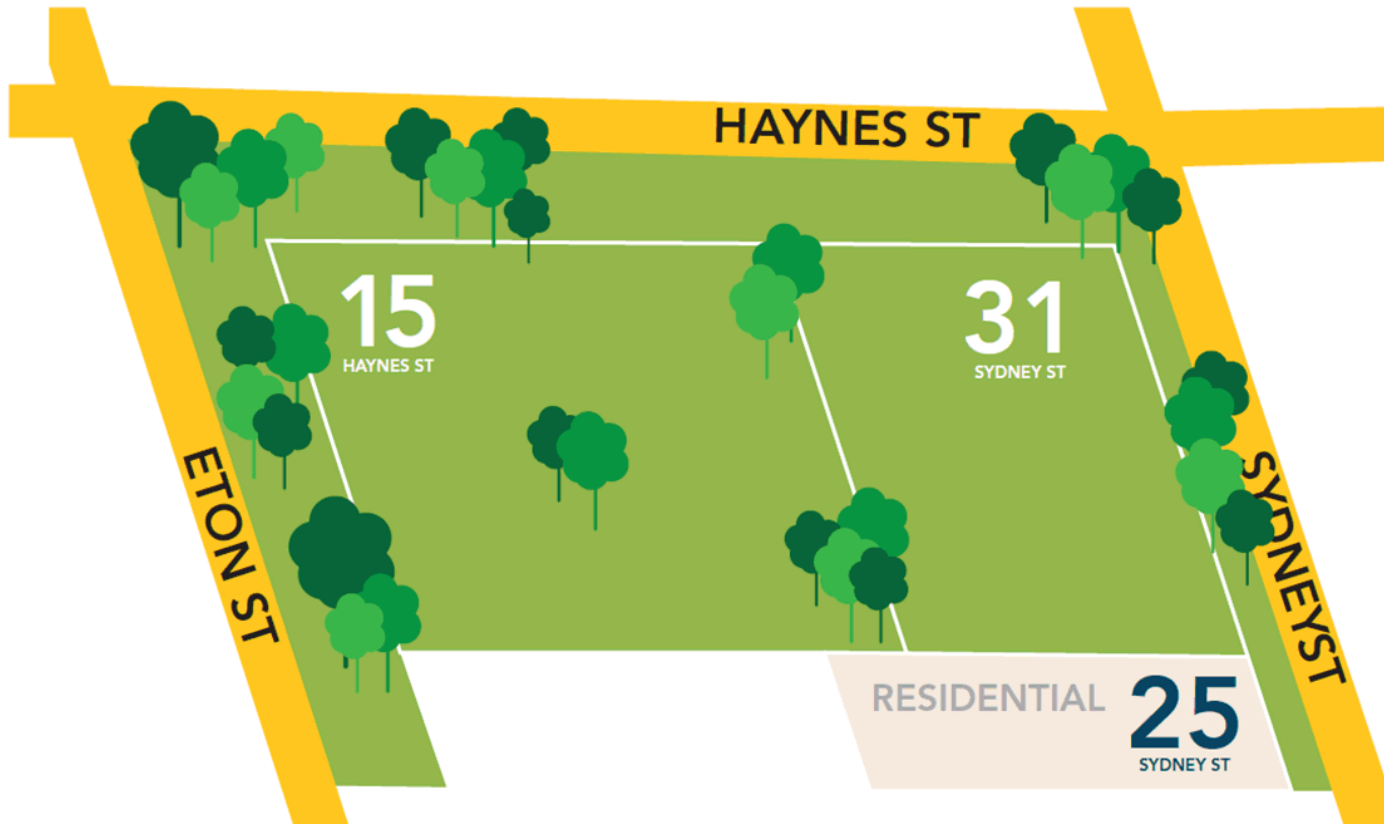 HAYNES ST
15
HAYNES ST
31
SYDNEY ST
ETON ST
SYDNEYST
RESIDENTIAL
25
SYDNEY ST